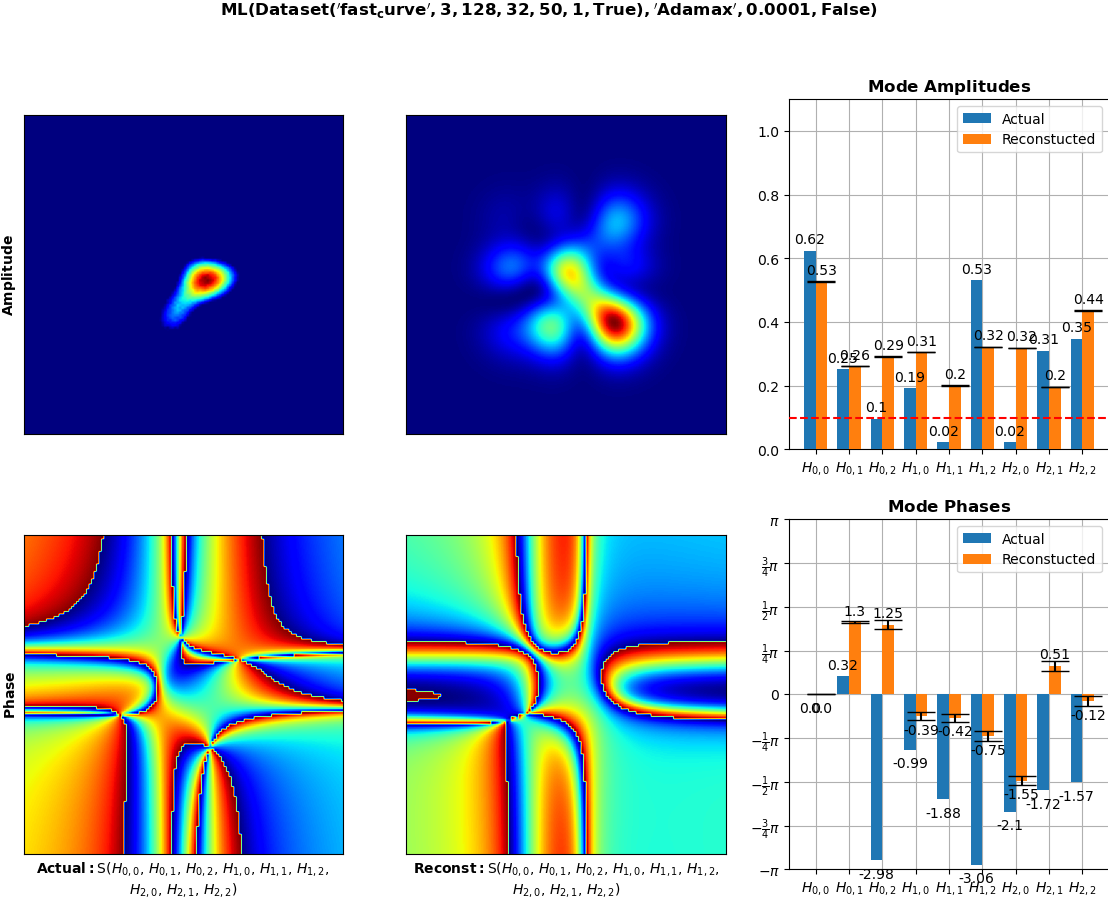 ML(Dataset('fast_curve', 3, 128, 32, 50, 1, True), 'Adamax', 0.0001, False)
Mode Amplitudes
Amplitude
Actual
Reconstucted
1.0
0.8
0.6
0.4
0.2
0.0
0.62
0.53
0.25
0.26
0.1
0.29
0.19
0.31
0.02
0.2
0.53
0.32
0.02
0.32
0.31
0.2
0.35
0.44
H0,0 H0,1 H0,2 H1,0 H1,1 H1,2 H2,0 H2,1 H2,2
Mode Phases
Phase
Actual
Reconstucted
π
3/4π
1/2π
1/4π
0
−1/4π
−1/2π
−3/4π
−π
0.0
0.0
0.32
1.3
-2.98
1.25
-0.99
-0.39
-1.88
-0.42
-3.06
-0.75
-2.1
-1.55
-1.72
0.51
-1.57
-0.12
H0,0 H0,1 H0,2 H1,0 H1,1 H1,2 H2,0 H2,1 H2,2
Actual: S(H0,0, H0,1, H0,2, H1,0, H1,1, H1,2,
H2,0, H2,1, H2,2)
Reconst: S(H0,0, H0,1, H0,2, H1,0, H1,1, H1,2,
H2,0, H2,1, H2,2)